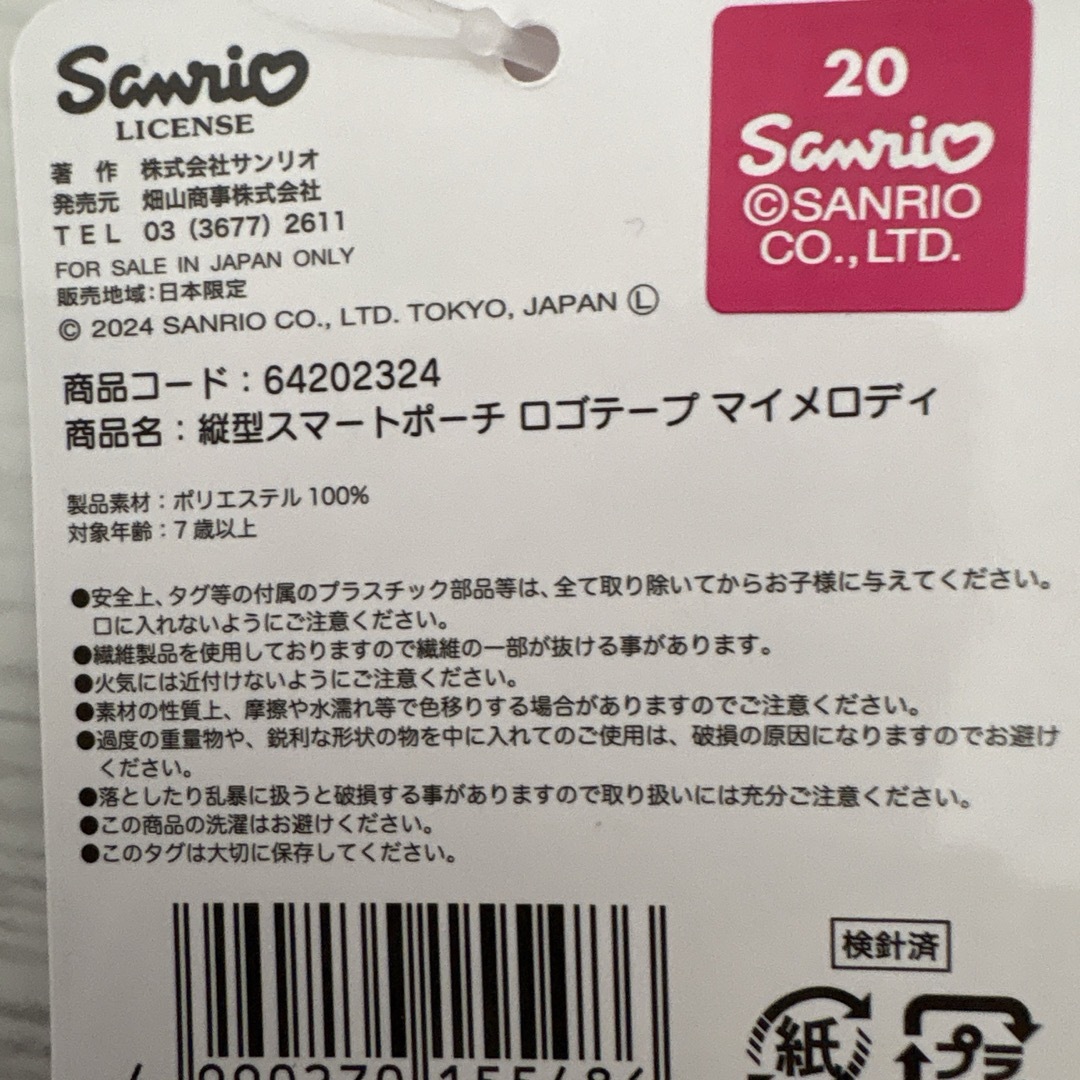 Sanrio
LICENSE
著 作 株式会社サンリオ
発売元 畑山商事株式会社
TEL 03 (3677) 2611
FOR SALE IN JAPAN ONLY
販売地域:日本限定
© 2024 SANRIO CO., LTD. TOKYO, JAPAN Ⓛ
20
Sanrio
©SANRIO
CO., LTD.
商品コード:64202324
商品名:縦型スマートポーチ ロゴテープ マイメロディ
製品素材:ポリエステル100%
対象年齢:7歳以上
●安全上、タグ等の付属のプラスチック部品等は、全て取り除いてからお子様に与えてください。
口に入れないようにご注意ください。
●繊維製品を使用しておりますので繊維の一部が抜ける事があります。
●火気には近付けないようにご注意ください。
●素材の性質上、摩擦や水濡れ等で色移りする場合がありますのでご注意ください。
●過度の重量物や、鋭利な形状の物を中に入れてのご使用は、破損の原因になりますのでお避け
ください。
●落としたり乱暴に扱うと破損する事がありますので取り扱いには充分ご注意ください。
●この商品の洗濯はお避けください。
●このタグは大切に保存してください。
検針済
紙
プラ